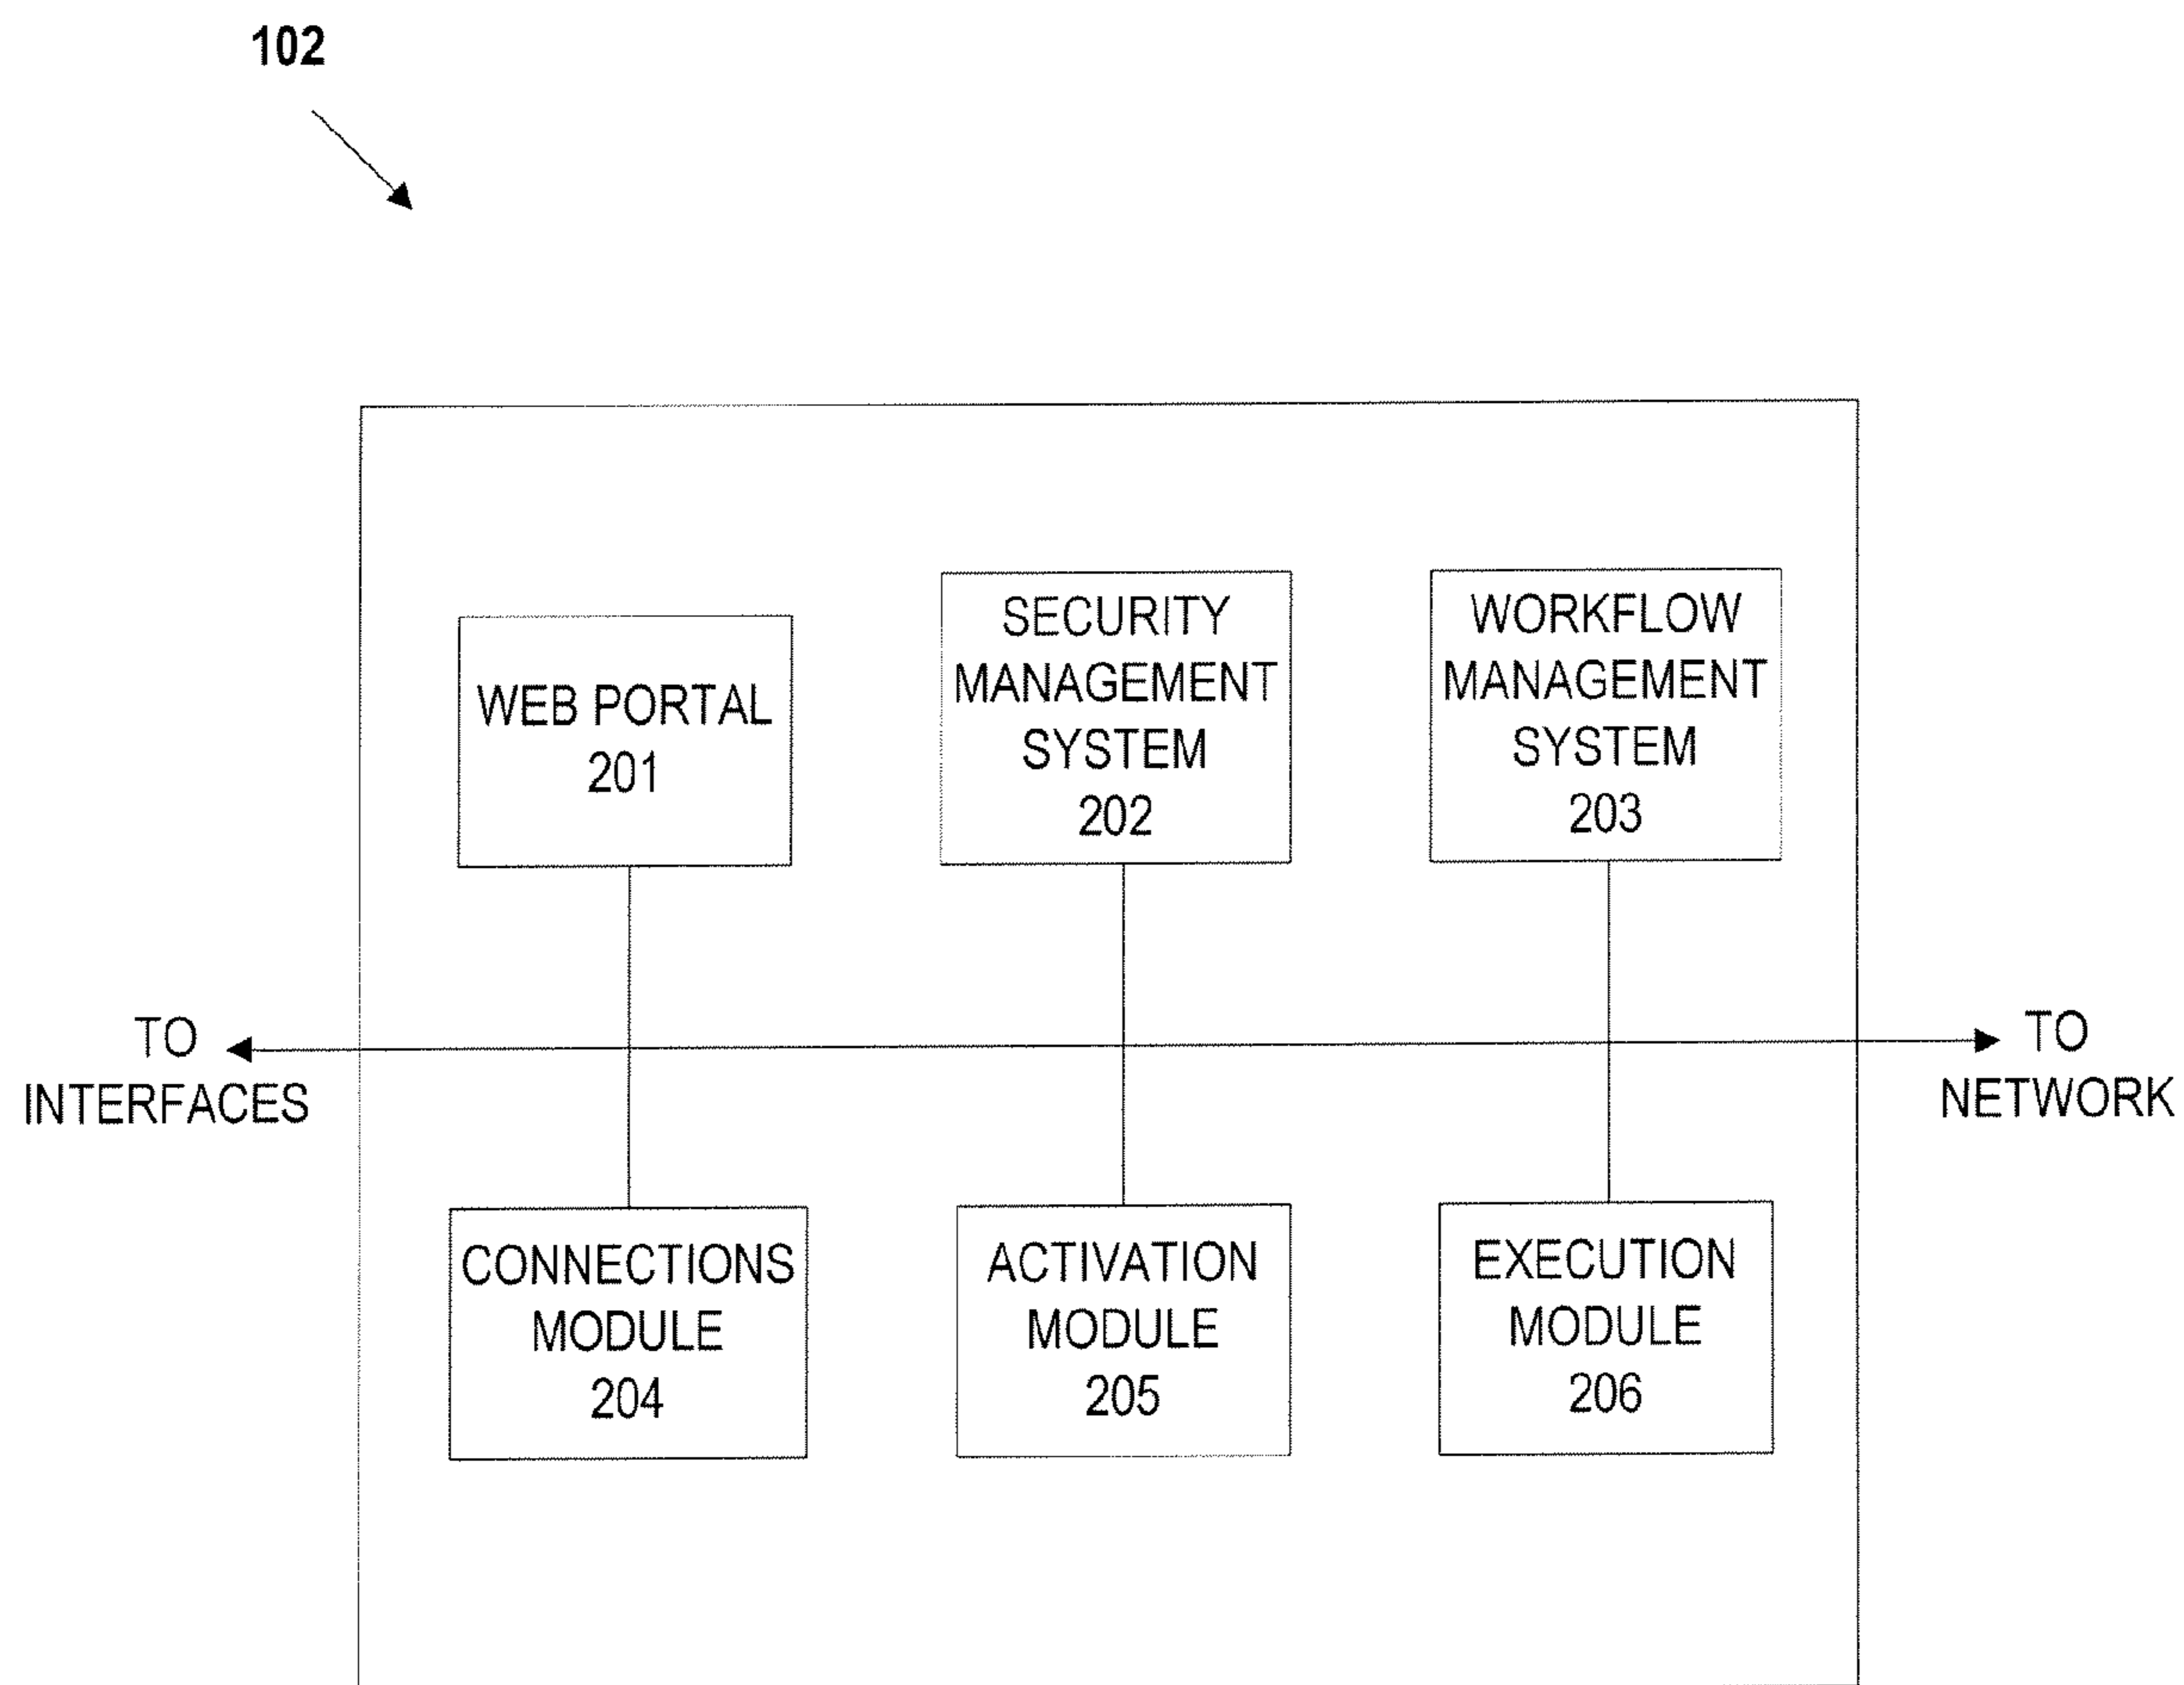 102
WEB PORTAL
201
SECURITY
MANAGEMENT
SYSTEM
202
WORKFLOW
MANAGEMENT
SYSTEM
203
TO
INTERFACES
TO
NETWORK
CONNECTIONS
MODULE
204
ACTIVATION
MODULE
205
EXECUTION
MODULE
206